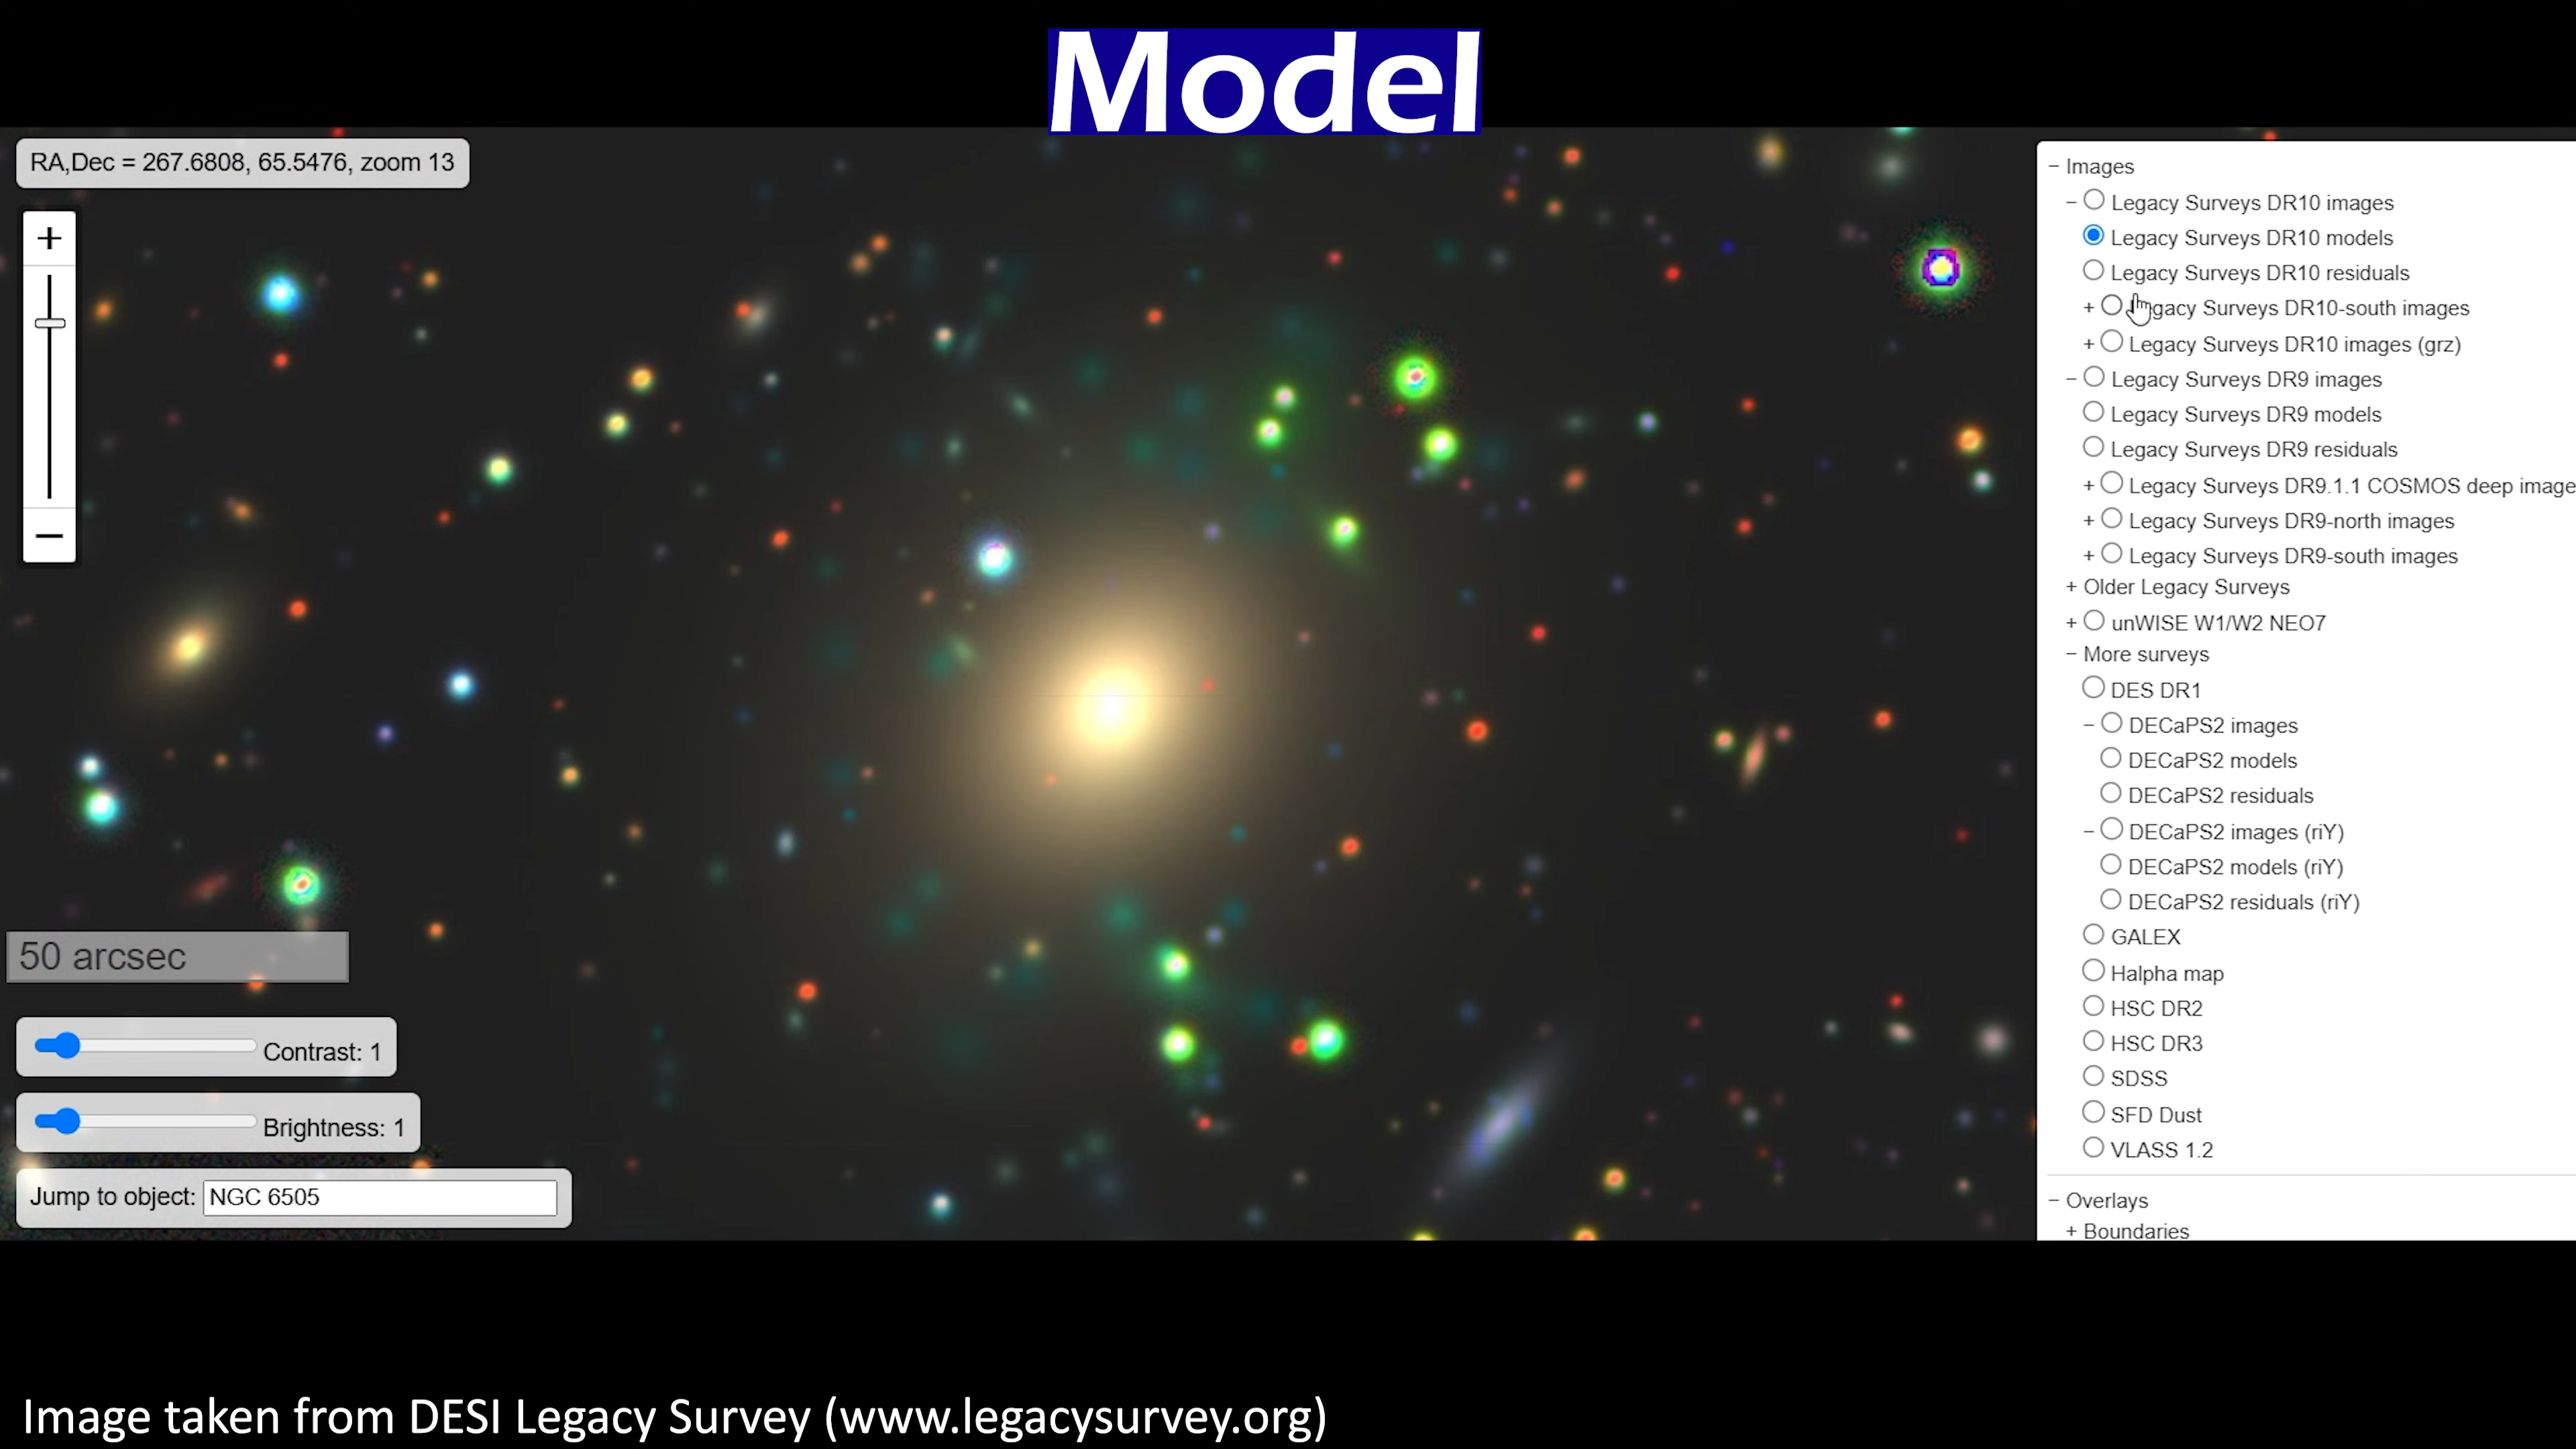 Model
RA,Dec = 267.6808, 65.5476, zoom 13
+
−
50 arcsec
Contrast: 1
Brightness: 1
Jump to object: NGC 6505
− Images
− Legacy Surveys DR10 images
Legacy Surveys DR10 models
Legacy Surveys DR10 residuals
+ Legacy Surveys DR10-south images
+ Legacy Surveys DR10 images (grz)
− Legacy Surveys DR9 images
Legacy Surveys DR9 models
Legacy Surveys DR9 residuals
+ Legacy Surveys DR9.1.1 COSMOS deep image
+ Legacy Surveys DR9-north images
+ Legacy Surveys DR9-south images
+ Older Legacy Surveys
+ unWISE W1/W2 NEO7
− More surveys
DES DR1
− DECaPS2 images
DECaPS2 models
DECaPS2 residuals
− DECaPS2 images (riY)
DECaPS2 models (riY)
DECaPS2 residuals (riY)
GALEX
Halpha map
HSC DR2
HSC DR3
SDSS
SFD Dust
VLASS 1.2
− Overlays
+ Boundaries
Image taken from DESI Legacy Survey (www.legacysurvey.org)